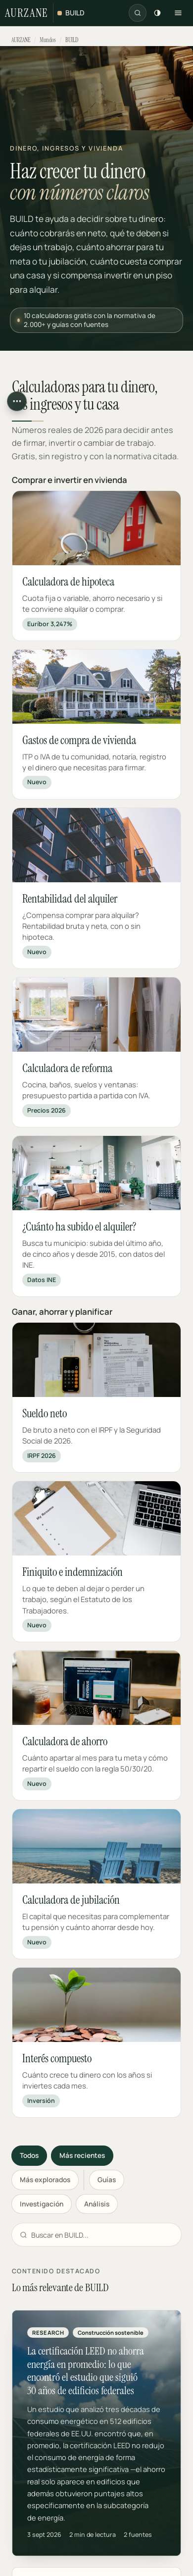 AURZANE BUILD
AURZANE / Mundos / BUILD
DINERO, INGRESOS Y VIVIENDA
Haz crecer tu dinero
con números claros
BUILD te ayuda a decidir sobre tu dinero:
cuánto cobrarás en neto, qué te deben si
dejas un trabajo, cuánto ahorrar para tu
meta o tu jubilación, cuánto cuesta comprar
una casa y si compensa invertir en un piso
para alquilar.
10 calculadoras gratis con la normativa de
2.000+ y guías con fuentes
Calculadoras para tu dinero,
ingresos y tu casa
Números reales de 2026 para decidir antes
de firmar, invertir o cambiar de trabajo.
Gratis, sin registro y con la normativa citada.
Comprar e invertir en vivienda
Calculadora de hipoteca
Cuota fija o variable, ahorro necesario y si
te conviene alquilar o comprar.
Euríbor 3,247%
Gastos de compra de vivienda
ITP o IVA de tu comunidad, notaría, registro
y el dinero que necesitas para firmar.
Nuevo
Rentabilidad del alquiler
¿Compensa comprar para alquilar?
Rentabilidad bruta y neta, con o sin
hipoteca.
Nuevo
Calculadora de reforma
Cocina, baños, suelos y ventanas:
presupuesto partida a partida con IVA.
Precios 2026
¿Cuánto ha subido el alquiler?
Busca tu municipio: subida del último año,
de cinco años y desde 2015, con datos del
INE.
Datos INE
Ganar, ahorrar y planificar
Sueldo neto
De bruto a neto con el IRPF y la Seguridad
Social de 2026.
IRPF 2026
Finiquito e indemnización
Lo que te deben al dejar o perder un
trabajo, según el Estatuto de los
Trabajadores.
Nuevo
Calculadora de ahorro
Cuánto apartar al mes para tu meta y cómo
repartir el sueldo con la regla 50/30/20.
Nuevo
Calculadora de jubilación
El capital que necesitas para complementar
tu pensión y cuánto ahorrar desde hoy.
Nuevo
Interés compuesto
Cuánto crece tu dinero con los años si
inviertes cada mes.
Inversión
Todos Más recientes
Más explorados Guías
Investigación Análisis
Buscar en BUILD...
CONTENIDO DESTACADO
Lo más relevante de BUILD
RESEARCH Construcción sostenible
La certificación LEED no ahorra
energía en promedio: lo que
encontró el estudio que siguió
30 años de edificios federales
Un estudio que analizó tres décadas de
consumo energético en 512 edificios
federales de EE.UU. encontró que, en
promedio, la certificación LEED no redujo
el consumo de energía de forma
estadísticamente significativa —el ahorro
real solo aparece en edificios que
además obtuvieron puntajes altos
específicamente en la subcategoría
de energía.
3 sept 2026 2 min de lectura 2 fuentes